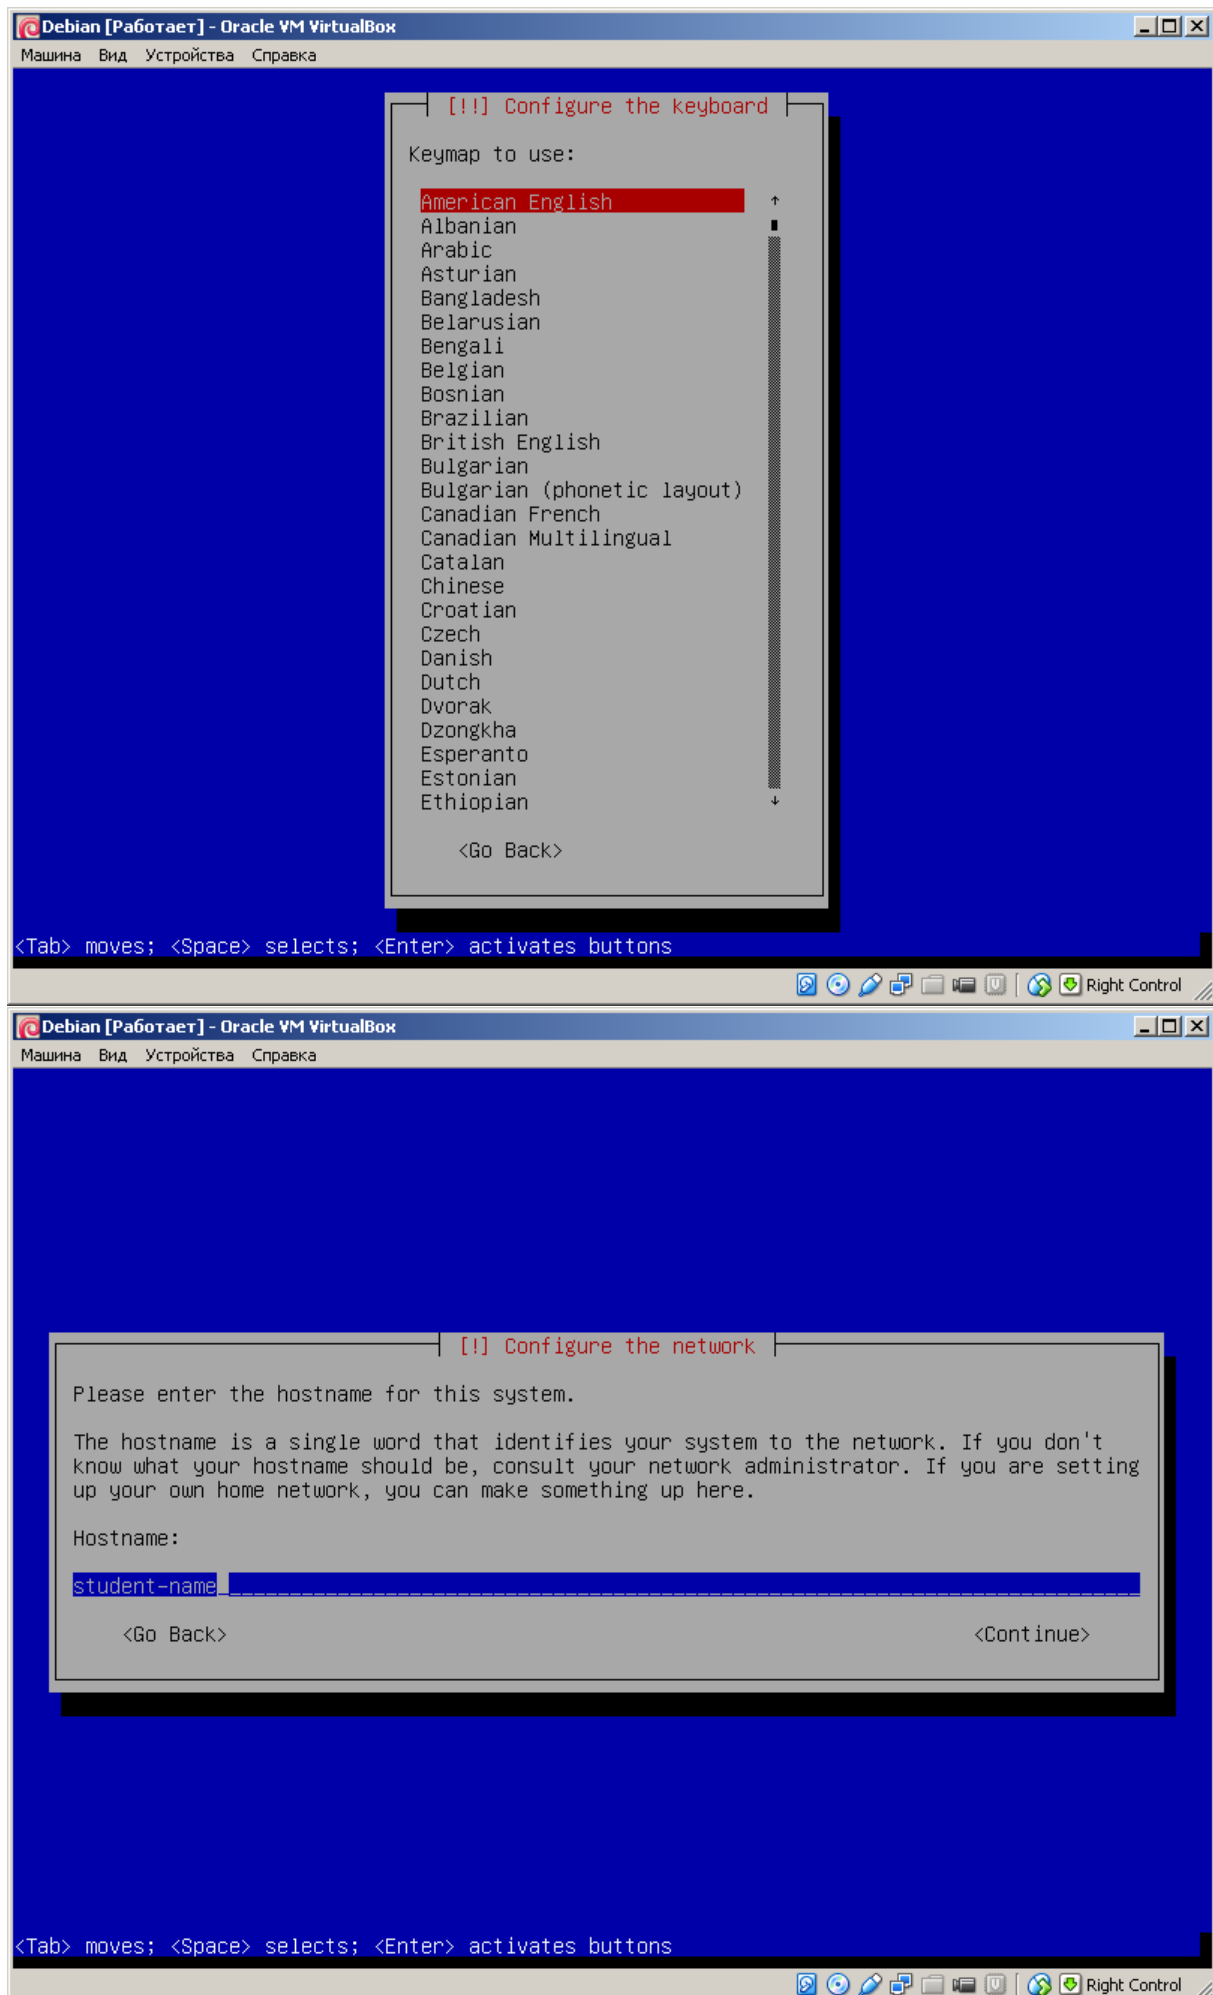 Debian [Работает] - Oracle VM VirtualBox
Машина Вид Устройства Справка
[!!] Configure the keyboard
Keymap to use:
American English
Albanian
Arabic
Asturian
Bangladesh
Belarusian
Bengali
Belgian
Bosnian
Brazilian
British English
Bulgarian
Bulgarian (phonetic layout)
Canadian French
Canadian Multilingual
Catalan
Chinese
Croatian
Czech
Danish
Dutch
Dvorak
Dzongkha
Esperanto
Estonian
Ethiopian
<Go Back>
<Tab> moves; <Space> selects; <Enter> activates buttons
Right Control
Debian [Работает] - Oracle VM VirtualBox
Машина Вид Устройства Справка
[!] Configure the network
Please enter the hostname for this system.
The hostname is a single word that identifies your system to the network. If you don't
know what your hostname should be, consult your network administrator. If you are setting
up your own home network, you can make something up here.
Hostname:
student-name
<Go Back> <Continue>
<Tab> moves; <Space> selects; <Enter> activates buttons
Right Control